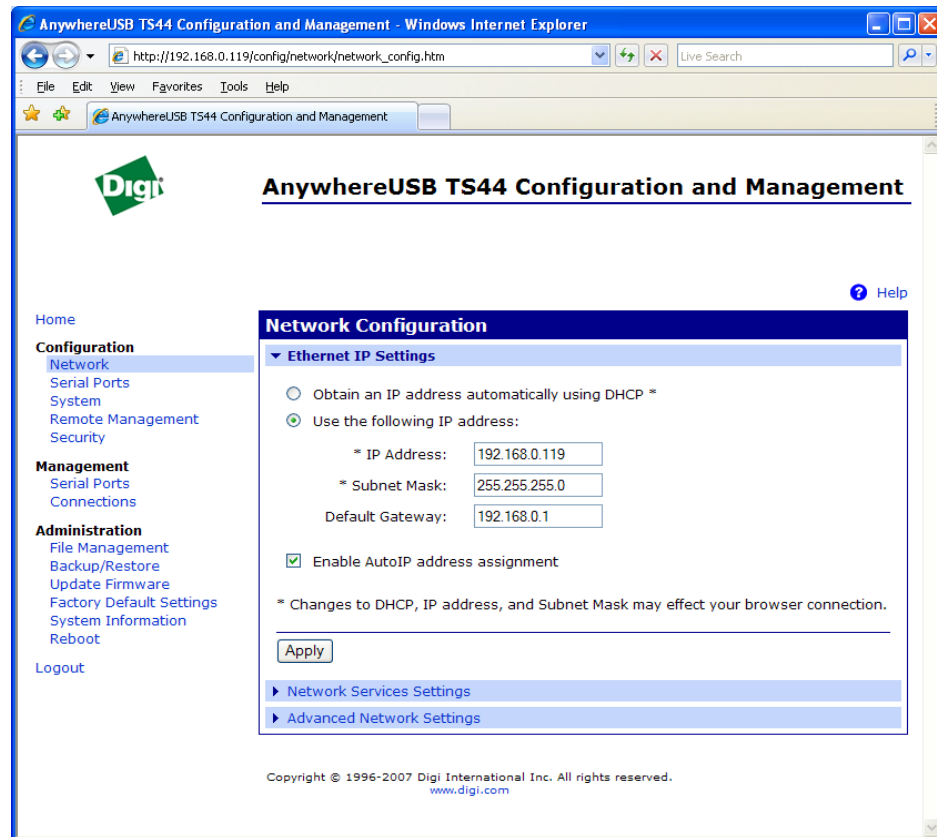 AnywhereUSB TS44 Configuration and Management - Windows Internet Explorer
http://192.168.0.119/config/network/network_config.htm
Live Search
File Edit View Favorites Tools Help
AnywhereUSB TS44 Configuration and Management
Digi
AnywhereUSB TS44 Configuration and Management
Help
Home
Configuration
Network
Serial Ports
System
Remote Management
Security
Management
Serial Ports
Connections
Administration
File Management
Backup/Restore
Update Firmware
Factory Default Settings
System Information
Reboot
Logout
Network Configuration
Ethernet IP Settings
Obtain an IP address automatically using DHCP *
Use the following IP address:
* IP Address: 192.168.0.119
* Subnet Mask: 255.255.255.0
Default Gateway: 192.168.0.1
Enable AutoIP address assignment
* Changes to DHCP, IP address, and Subnet Mask may effect your browser connection.
Apply
Network Services Settings
Advanced Network Settings
Copyright © 1996-2007 Digi International Inc. All rights reserved.
www.digi.com